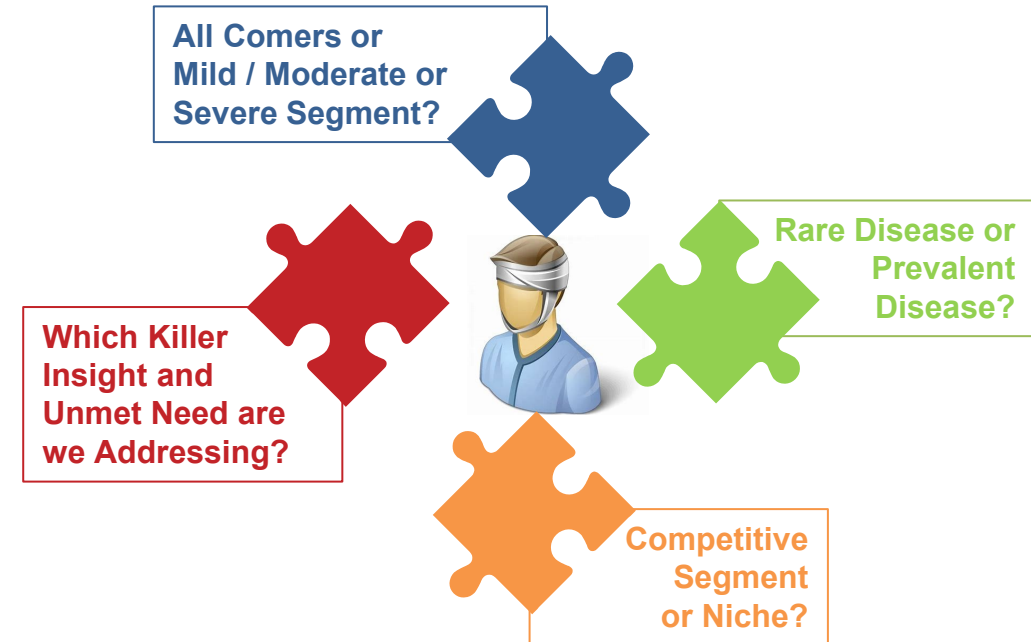 All Comers or
Mild / Moderate or
Severe Segment?
Rare Disease or
Prevalent
Disease?
Which Killer
Insight and
Unmet Need are
we Addressing?
Competitive
Segment
or Niche?